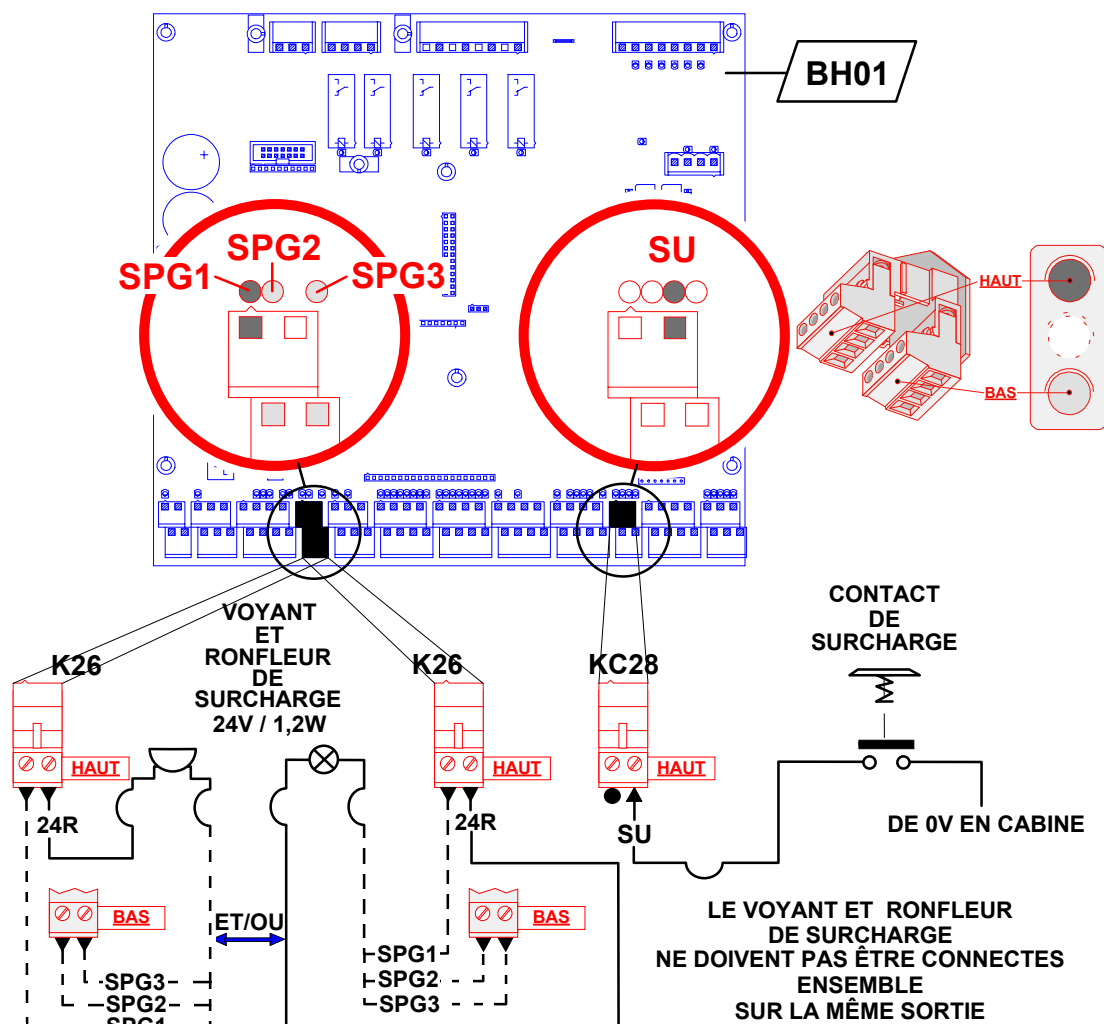 BH01
SPG2
SPG1
SPG3
SU
HAUT
BAS
VOYANT
ET
RONFLEUR
DE
SURCHARGE
24V / 1,2W
K26
K26
KC28
CONTACT
DE
SURCHARGE
HAUT
HAUT
HAUT
24R
24R
SU
DE 0V EN CABINE
BAS
ET/OU
BAS
SPG1
SPG2
SPG3
SPG3
SPG2
SPG1
LE VOYANT ET RONFLEUR
DE SURCHARGE
NE DOIVENT PAS ÊTRE CONNECTES
ENSEMBLE
SUR LA MÊME SORTIE